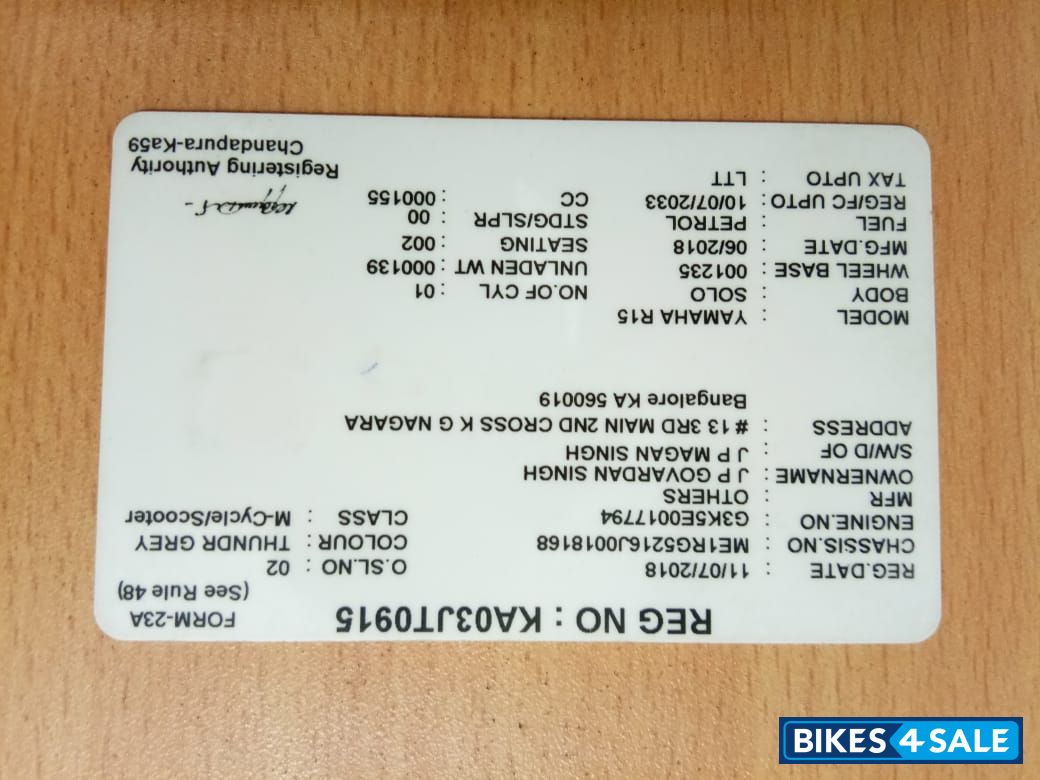 FORM-23A
(See Rule 48)
REG NO : KA03JT0915
REG.DATE : 11/07/2018 O.SL.NO : 02
CHASSIS.NO : ME1RG5216J0018168 COLOUR : THUNDR GREY
ENGINE.NO : G3K5E0017794 CLASS : M-Cycle/Scooter
MFR : OTHERS
OWNERNAME : J P GOVARDAN SINGH
S/W/D OF : J P MAGAN SINGH
ADDRESS : # 13 3RD MAIN 2ND CROSS K G NAGARA
Bangalore KA 560019
MODEL : YAMAHA R15
BODY : SOLO NO.OF CYL : 01
WHEEL BASE : 001235 UNLADEN WT : 000139
MFG.DATE : 06/2018 SEATING : 002
FUEL : PETROL STDG/SLPR : 00
REG/FC UPTO : 10/07/2033 CC : 000155
TAX UPTO : LTT
Registering Authority
Chandapura-Ka59
BIKES4SALE